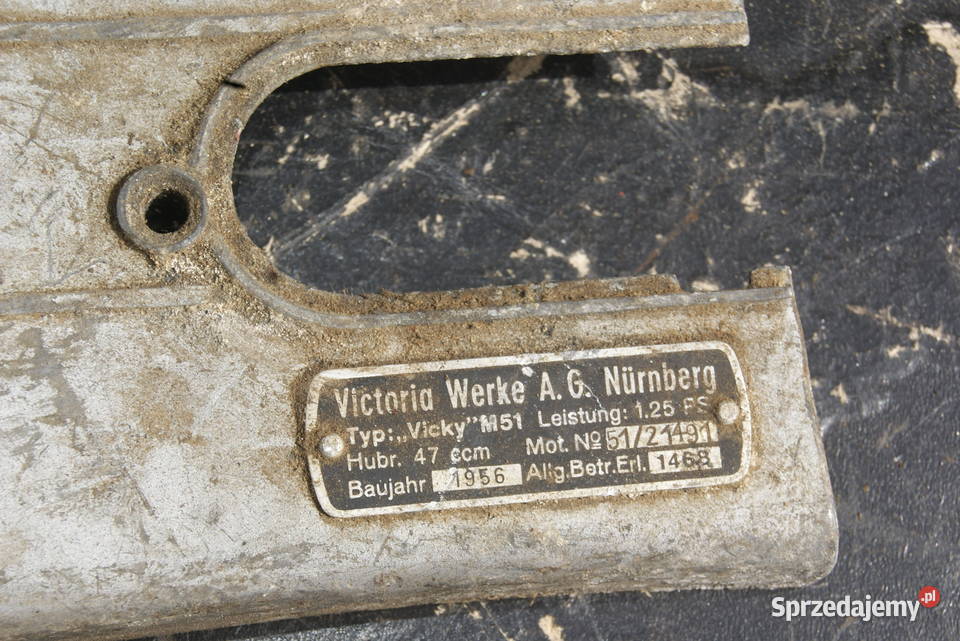 Victoria Werke A.G. Nürnberg
Typ: „Vicky" M51 Leistung: 1.25 PS
Hubr. 47 ccm Mot. No 51/21491
Baujahr 1956 Allg.Betr.Erl. 1468
Sprzedajemy.pl